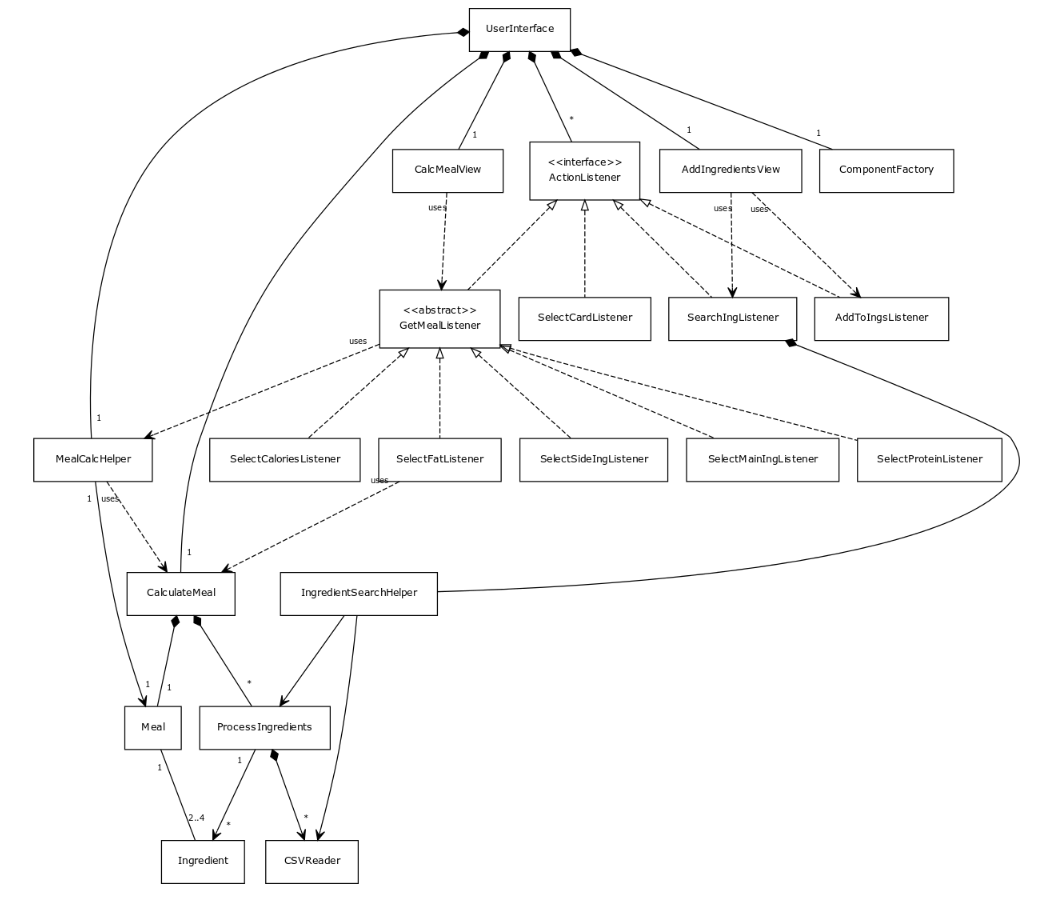 UserInterface
1
*
1
1
CalcMealView
<<interface>>
ActionListener
AddIngredientsView
ComponentFactory
uses
uses
uses
<<abstract>>
GetMealListener
SelectCardListener
SearchIngListener
AddToIngsListener
uses
1
MealCalcHelper
SelectCaloriesListener
SelectFatListener
SelectSideIngListener
SelectMainIngListener
SelectProteinListener
uses
1
uses
1
CalculateMeal
IngredientSearchHelper
1
1
*
Meal
ProcessIngredients
1
1
2..4
*
*
Ingredient
CSVReader